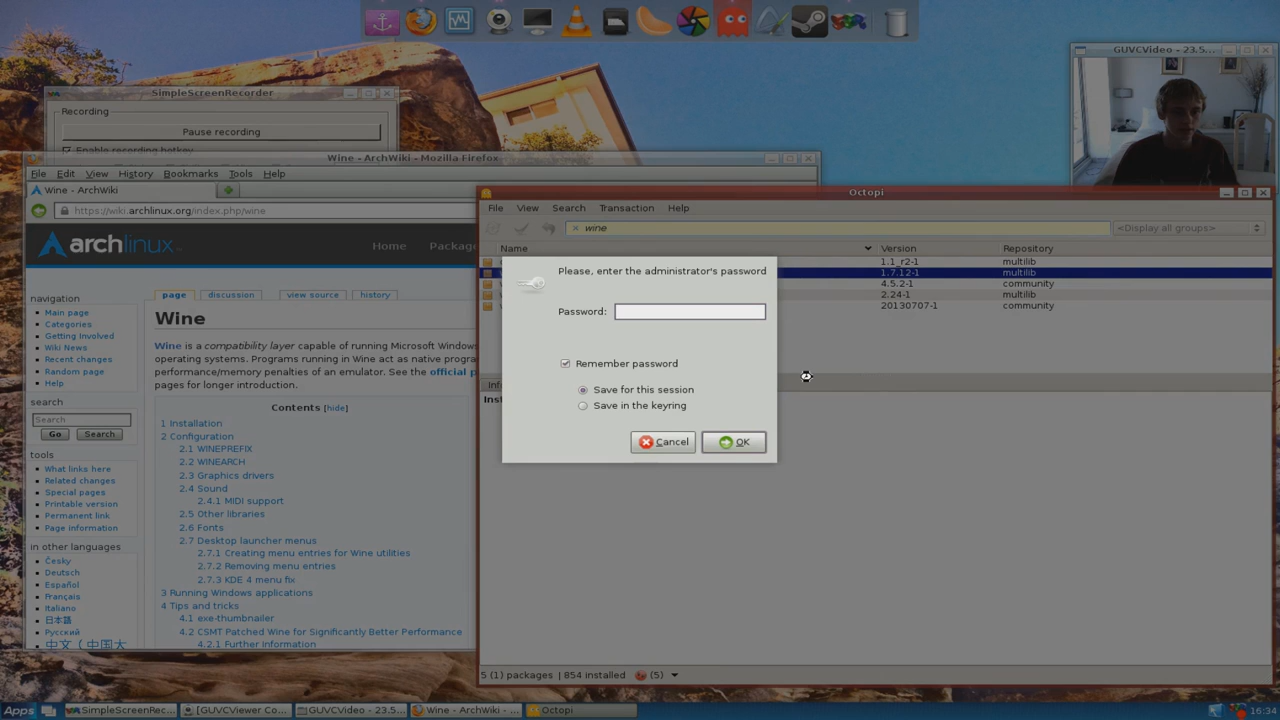 GUVCVideo - 23.5...
SimpleScreenRecorder
Recording
Pause recording
Enable recording hotkey
Wine - ArchWiki - Mozilla Firefox
File Edit View History Bookmarks Tools Help
Wine - ArchWiki
https://wiki.archlinux.org/index.php/wine
archlinux
Home
navigation
Main page
Categories
Getting Involved
Wiki News
Recent changes
Random page
Help
search
Search
Go Search
tools
What links here
Related changes
Special pages
Printable version
Permanent link
Page information
in other languages
Česky
Deutsch
Español
Français
Italiano
日本語
Русский
中文（中国大
page discussion view source history
Wine
Wine is a compatibility layer capable of running Microsoft Windows
operating systems. Programs running in Wine act as native
performance/memory penalties of an emulator. See the official
pages for longer introduction.
Contents [hide]
1 Installation
2 Configuration
2.1 WINEPREFIX
2.2 WINEARCH
2.3 Graphics drivers
2.4 Sound
2.4.1 MIDI support
2.5 Other libraries
2.6 Fonts
2.7 Desktop launcher menus
2.7.1 Creating menu entries for Wine utilities
2.7.2 Removing menu entries
2.7.3 KDE 4 menu fix
3 Running Windows applications
4 Tips and tricks
4.1 exe-thumbnailer
4.2 CSMT Patched Wine for Significantly Better Performance
4.2.1 Further Information
Octopi
File View Search Transaction Help
wine
<Display all groups>
Name Version Repository
1.1_r2-1 multilib
1.7.12-1 multilib
4.5.2-1 community
2.24-1 multilib
20130707-1 community
Please, enter the administrator's password
Password:
Remember password
Save for this session
Save in the keyring
Cancel OK
5 (1) packages | 854 installed (5)
Apps SimpleScreenRec... [GUVCViewer Co... GUVCVideo - 23.5... Wine - ArchWiki - ... Octopi 16:34